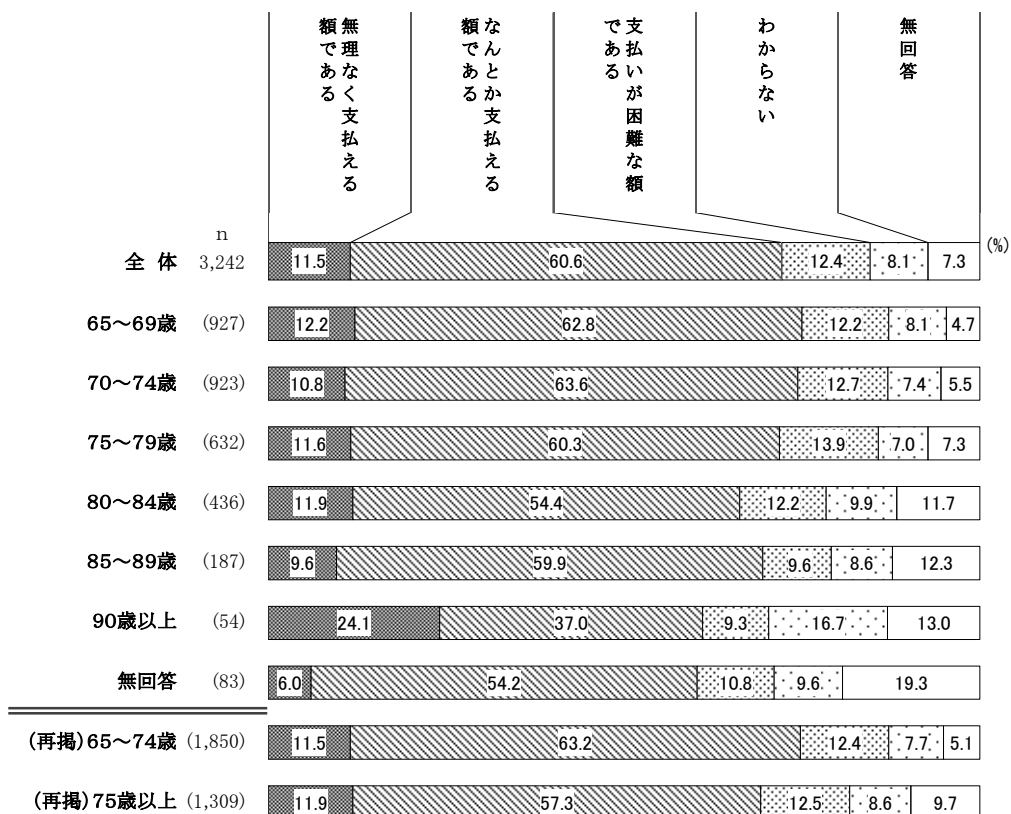 無理なく支払える
額である
なんとか支払える
額である
支払いが困難な額
である
わからない
無回答
n
(%)
全 体 3,242 11.5 60.6 12.4 8.1 7.3
65～69歳 (927) 12.2 62.8 12.2 8.1 4.7
70～74歳 (923) 10.8 63.6 12.7 7.4 5.5
75～79歳 (632) 11.6 60.3 13.9 7.0 7.3
80～84歳 (436) 11.9 54.4 12.2 9.9 11.7
85～89歳 (187) 9.6 59.9 9.6 8.6 12.3
90歳以上 (54) 24.1 37.0 9.3 16.7 13.0
無回答 (83) 6.0 54.2 10.8 9.6 19.3
(再掲)65～74歳 (1,850) 11.5 63.2 12.4 7.7 5.1
(再掲)75歳以上 (1,309) 11.9 57.3 12.5 8.6 9.7